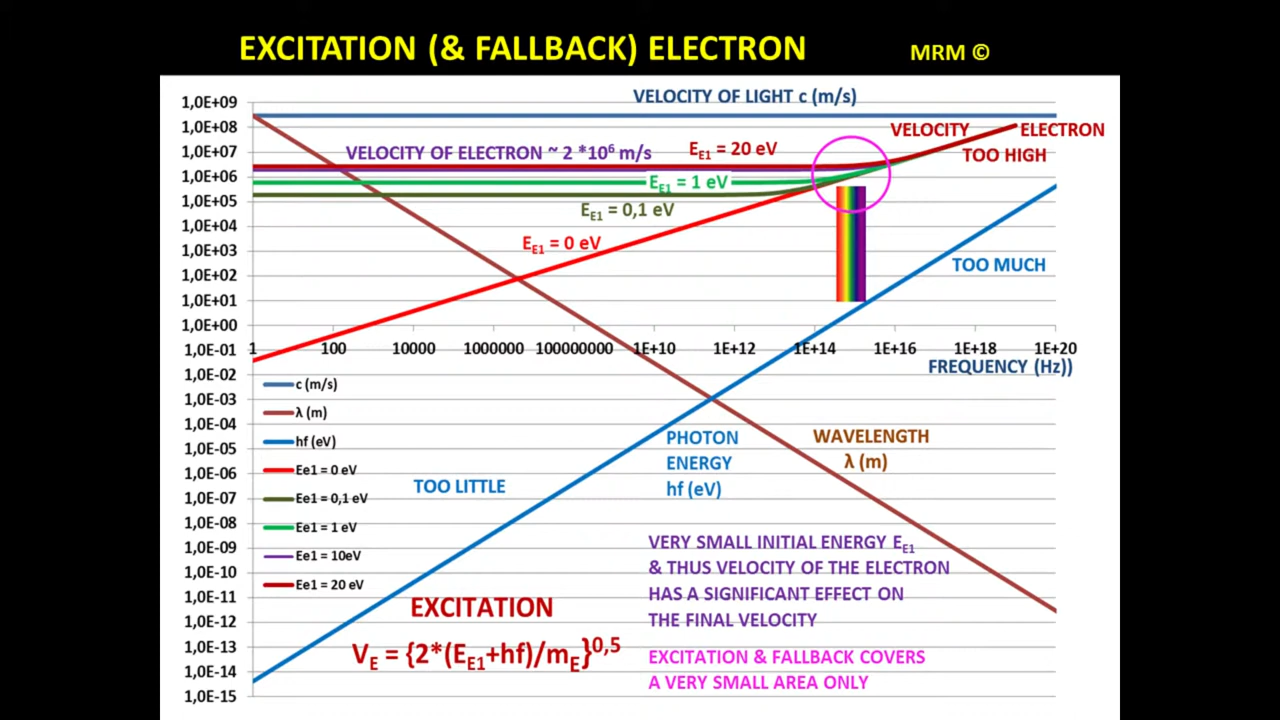 EXCITATION (& FALLBACK) ELECTRON
MRM ©
VELOCITY OF LIGHT c (m/s)
1,0E+09
1,0E+08
1,0E+07
1,0E+06
1,0E+05
1,0E+04
1,0E+03
1,0E+02
1,0E+01
1,0E+00
1,0E-01
1,0E-02
1,0E-03
1,0E-04
1,0E-05
1,0E-06
1,0E-07
1,0E-08
1,0E-09
1,0E-10
1,0E-11
1,0E-12
1,0E-13
1,0E-14
1,0E-15
VELOCITY ELECTRON
TOO HIGH
VELOCITY OF ELECTRON ~ 2 *10⁶ m/s
E_E1 = 20 eV
E_E1 = 1 eV
E_E1 = 0,1 eV
E_E1 = 0 eV
TOO MUCH
1 100 10000 1000000 100000000 1E+10 1E+12 1E+14 1E+16 1E+18 1E+20
FREQUENCY (Hz))
c (m/s)
λ (m)
hf (eV)
Ee1 = 0 eV
Ee1 = 0,1 eV
Ee1 = 1 eV
Ee1 = 10eV
Ee1 = 20 eV
PHOTON
ENERGY
hf (eV)
WAVELENGTH
λ (m)
TOO LITTLE
VERY SMALL INITIAL ENERGY E_E1
& THUS VELOCITY OF THE ELECTRON
HAS A SIGNIFICANT EFFECT ON
THE FINAL VELOCITY
EXCITATION
V_E = {2*(E_E1+hf)/m_E}^0,5
EXCITATION & FALLBACK COVERS
A VERY SMALL AREA ONLY